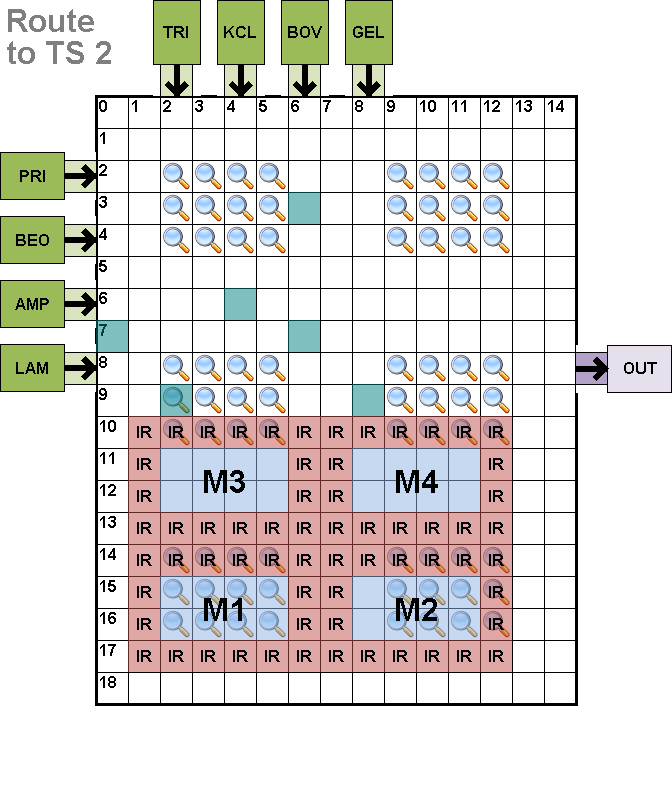 Route
to TS 2
TRI KCL BOV GEL
0 1 2 3 4 5 6 7 8 9 10 11 12 13 14
1
PRI 2
3
BEO 4
5
AMP 6
7
LAM 8 OUT
9
10 IR IR IR IR IR IR IR IR IR IR IR IR
11 IR IR IR IR
M3 M4
12 IR IR IR IR
13 IR IR IR IR IR IR IR IR IR IR IR IR
14 IR IR IR IR IR IR IR IR IR IR IR IR
15 IR IR IR IR
M1 M2
16 IR IR IR IR
17 IR IR IR IR IR IR IR IR IR IR IR IR
18